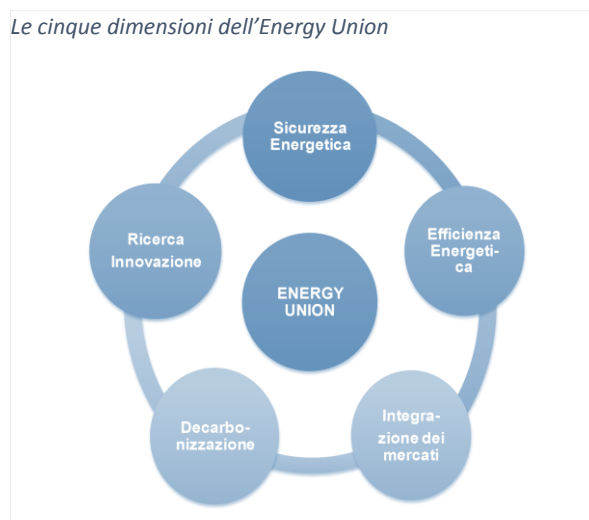 Le cinque dimensioni dell’Energy Union
Sicurezza
Energetica
Efficienza
Energeti-
ca
Ricerca
Innovazione
ENERGY
UNION
Decarbo-
nizzazione
Integra-
zione dei
mercati